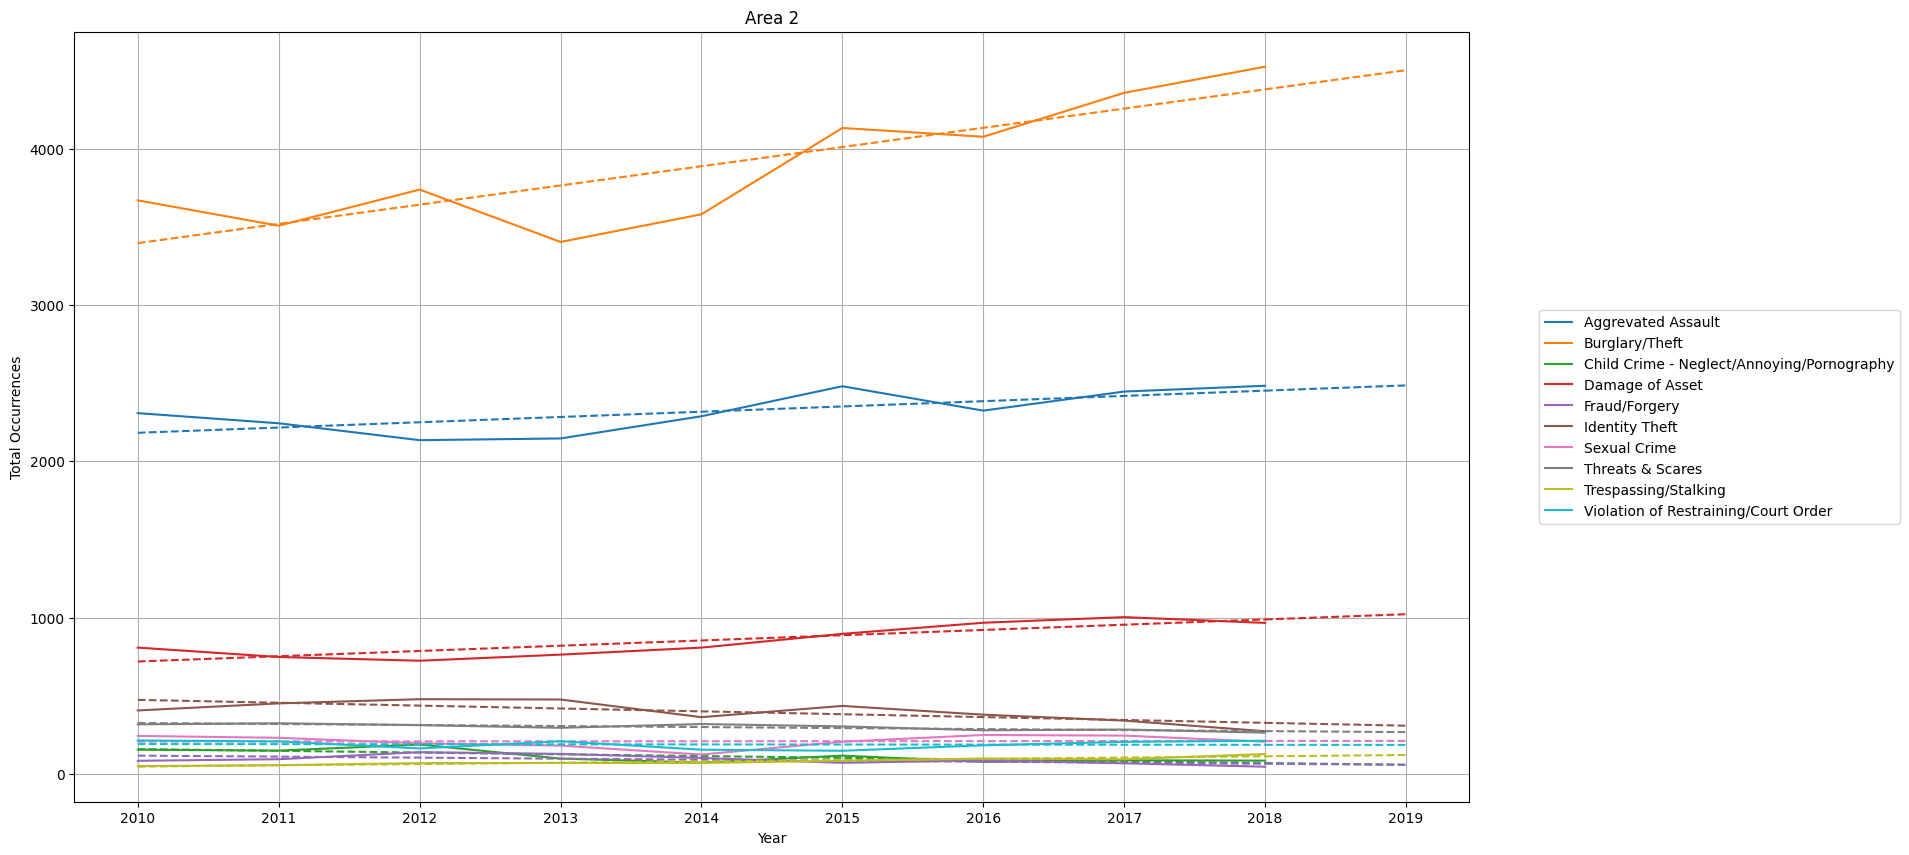 Area 2
Total Occurrences
4000
3000
2000
1000
0
2010 2011 2012 2013 2014 2015 2016 2017 2018 2019
Year
Aggrevated Assault
Burglary/Theft
Child Crime - Neglect/Annoying/Pornography
Damage of Asset
Fraud/Forgery
Identity Theft
Sexual Crime
Threats & Scares
Trespassing/Stalking
Violation of Restraining/Court Order